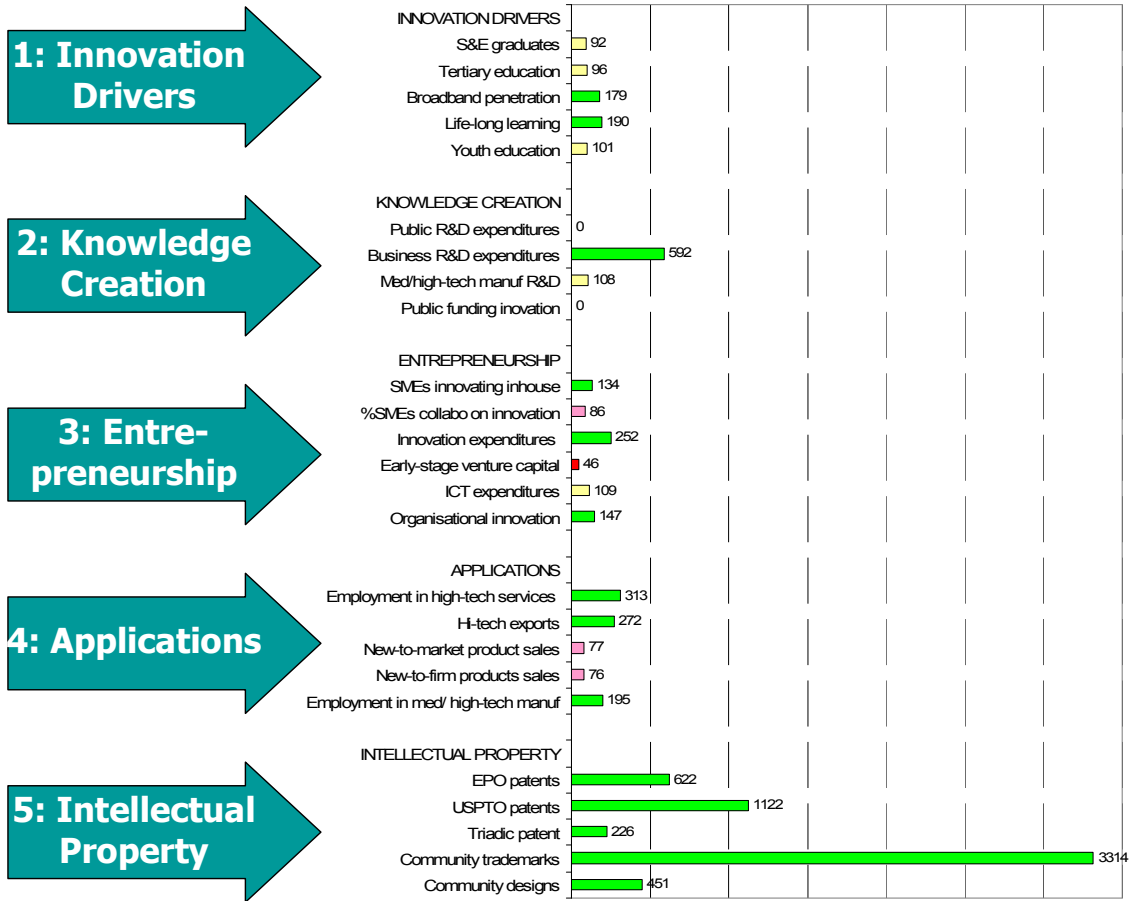 1: Innovation
Drivers
INNOVATION DRIVERS
S&E graduates 92
Tertiary education 96
Broadband penetration 179
Life-long learning 190
Youth education 101
2: Knowledge
Creation
KNOWLEDGE CREATION
Public R&D expenditures 0
Business R&D expenditures 592
Med/high-tech manuf R&D 108
Public funding inovation 0
3: Entre-
preneurship
ENTREPRENEURSHIP
SMEs innovating inhouse 134
%SMEs collabo on innovation 86
Innovation expenditures 252
Early-stage venture capital 46
ICT expenditures 109
Organisational innovation 147
4: Applications
APPLICATIONS
Employment in high-tech services 313
Hi-tech exports 272
New-to-market product sales 77
New-to-firm products sales 76
Employment in med/ high-tech manuf 195
5: Intellectual
Property
INTELLECTUAL PROPERTY
EPO patents 622
USPTO patents 1122
Triadic patent 226
Community trademarks 3314
Community designs 451